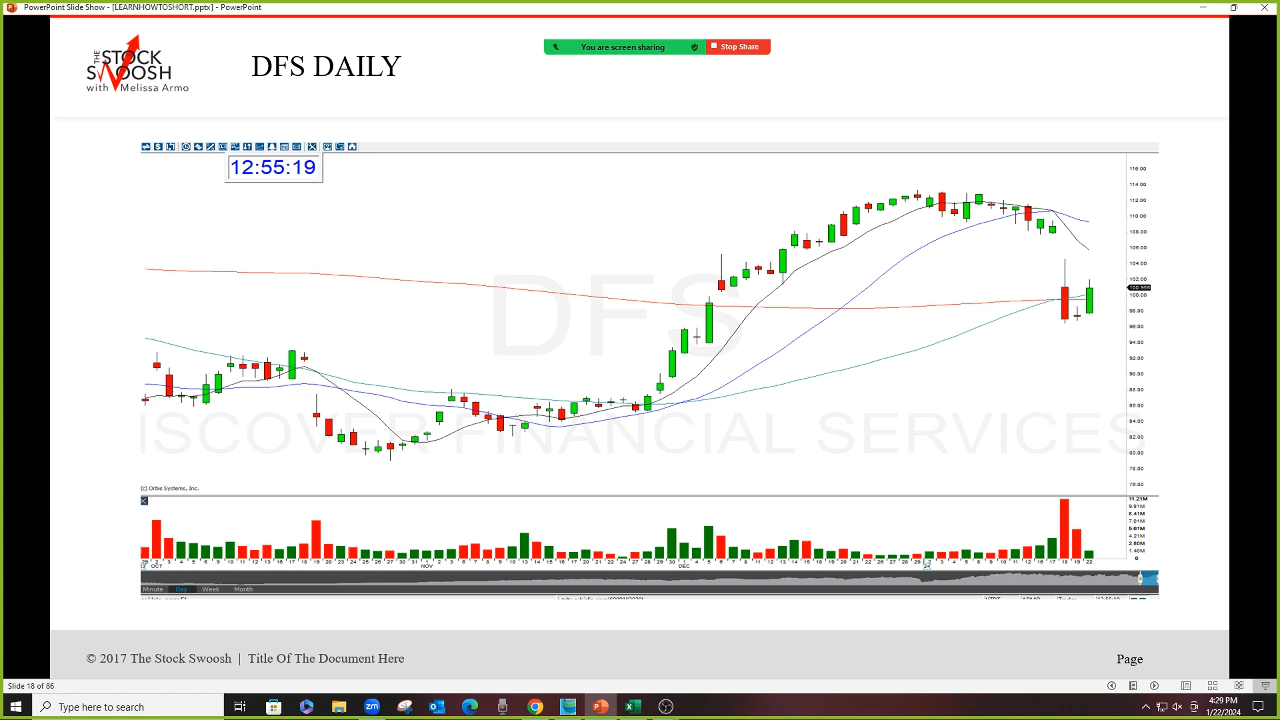 PowerPoint Slide Show - [LEARNHOWTOSHORT.pptx] - PowerPoint
You are screen sharing
Stop Share
THE STOCK SWOOSH
with Melissa Armo
DFS DAILY
12:55:19
DFS
ISCOVER FINANCIAL SERVICES
116.00
114.00
112.00
110.00
108.00
106.00
104.00
102.00
100.00
98.00
96.00
94.00
92.00
90.00
88.00
86.00
84.00
82.00
80.00
78.00
76.00
(c) Orbis Systems, Inc.
11.21M
9.81M
8.41M
7.01M
5.61M
4.21M
2.80M
1.40M
0
OCT
NOV
DEC
24
Minute
Day
Week
Month
© 2017 The Stock Swoosh | Title Of The Document Here
Page
Slide 18 of 86
Type here to search
4:29 PM
1/22/2024